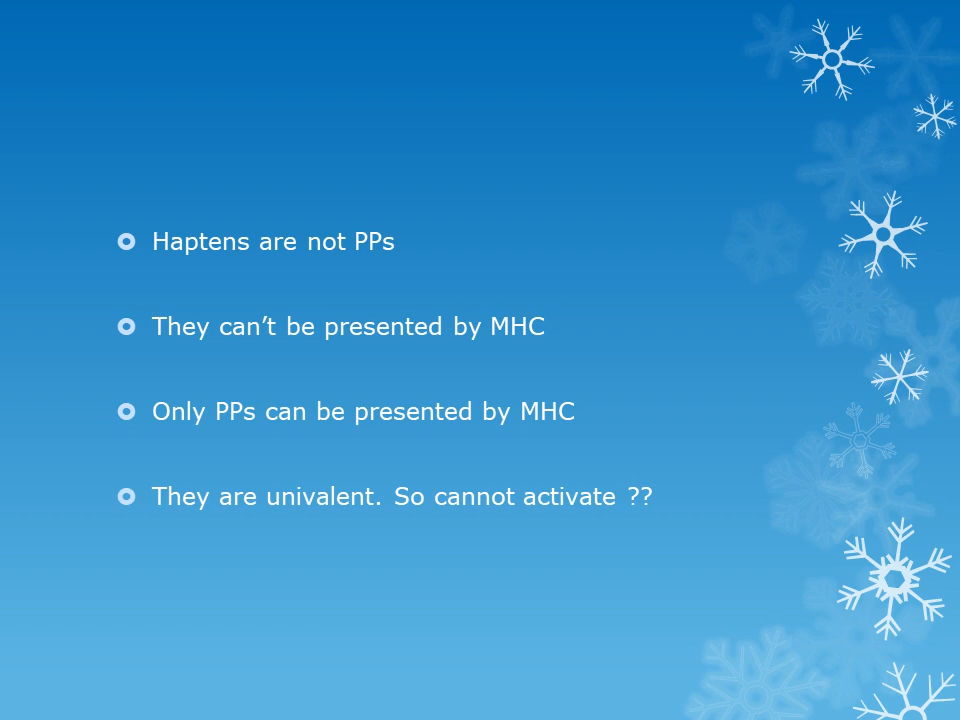 Haptens are not PPs
They can’t be presented by MHC
Only PPs can be presented by MHC
They are univalent. So cannot activate ??